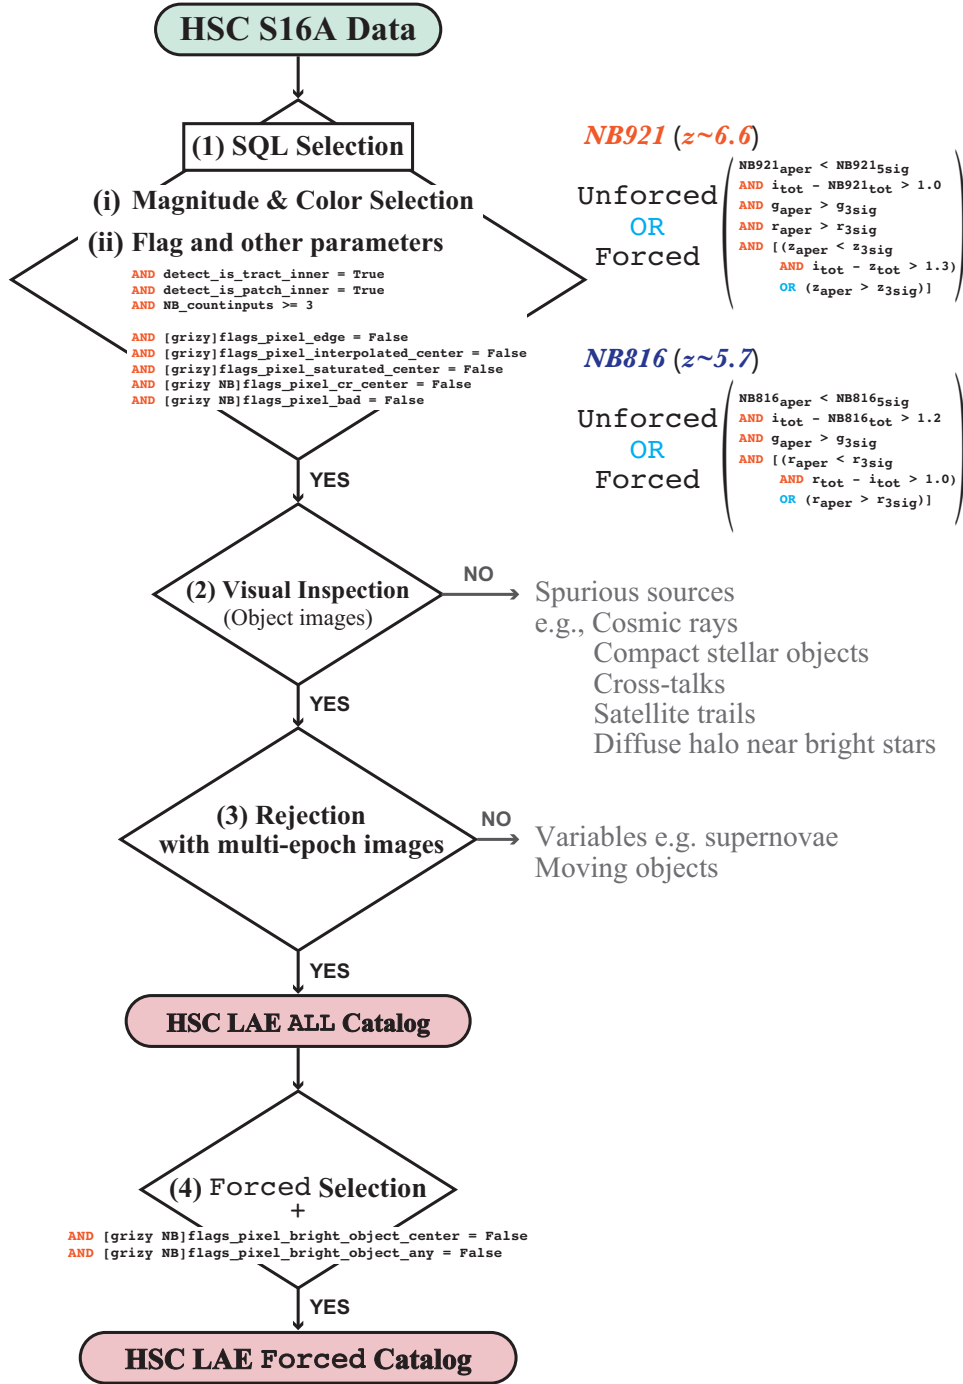 HSC S16A Data
(1) SQL Selection
(i) Magnitude & Color Selection
(ii) Flag and other parameters
AND detect_is_tract_inner = True
AND detect_is_patch_inner = True
AND NB_countinputs >= 3
AND [grizy]flags_pixel_edge = False
AND [grizy]flags_pixel_interpolated_center = False
AND [grizy]flags_pixel_saturated_center = False
AND [grizy NB]flags_pixel_cr_center = False
AND [grizy NB]flags_pixel_bad = False
NB921 (z~6.6)
Unforced
OR
Forced
NB921aper < NB9215sig
AND itot - NB921tot > 1.0
AND gaper > g3sig
AND raper > r3sig
AND [(zaper < z3sig
AND itot - ztot > 1.3)
OR (zaper > z3sig)]
NB816 (z~5.7)
Unforced
OR
Forced
NB816aper < NB8165sig
AND itot - NB816tot > 1.2
AND gaper > g3sig
AND [(raper < r3sig
AND rtot - itot > 1.0)
OR (raper > r3sig)]
YES
(2) Visual Inspection
(Object images)
NO
Spurious sources
e.g., Cosmic rays
Compact stellar objects
Cross-talks
Satellite trails
Diffuse halo near bright stars
YES
(3) Rejection
with multi-epoch images
NO
Variables e.g. supernovae
Moving objects
YES
HSC LAE ALL Catalog
(4) Forced Selection
+
AND [grizy NB]flags_pixel_bright_object_center = False
AND [grizy NB]flags_pixel_bright_object_any = False
YES
HSC LAE Forced Catalog